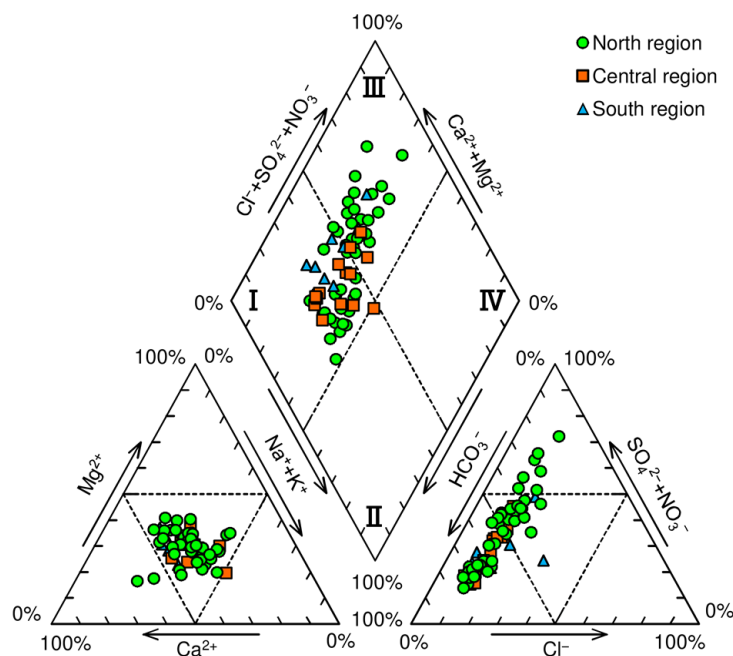 100%
North region
Central region
South region
III
Cl⁻+SO₄²⁻+NO₃⁻
Ca²⁺+Mg²⁺
0%
I
IV
0%
100%
0%
0%
100%
Mg²⁺
Na⁺+K⁺
HCO₃⁻
SO₄²⁻+NO₃⁻
II
100%
0%
100%
0%
100%
0%
0%
100%
Ca²⁺
Cl⁻